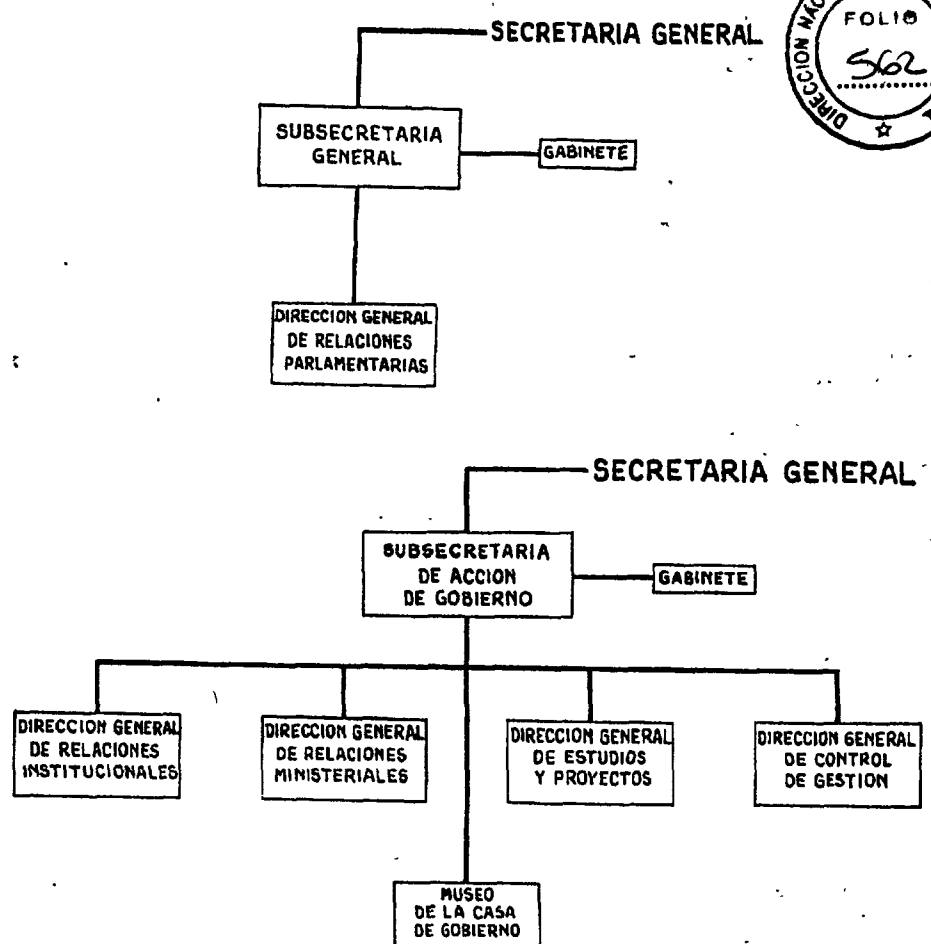 SECRETARIA GENERAL
FOLIO
562
DIRECCION NAC
SUBSECRETARIA
GENERAL
GABINETE
DIRECCION GENERAL
DE RELACIONES
PARLAMENTARIAS
SECRETARIA GENERAL
SUBSECRETARIA
DE ACCION
DE GOBIERNO
GABINETE
DIRECCION GENERAL
DE RELACIONES
INSTITUCIONALES
DIRECCION GENERAL
DE RELACIONES
MINISTERIALES
DIRECCION GENERAL
DE ESTUDIOS
Y PROYECTOS
DIRECCION GENERAL
DE CONTROL
DE GESTION
MUSEO
DE LA CASA
DE GOBIERNO